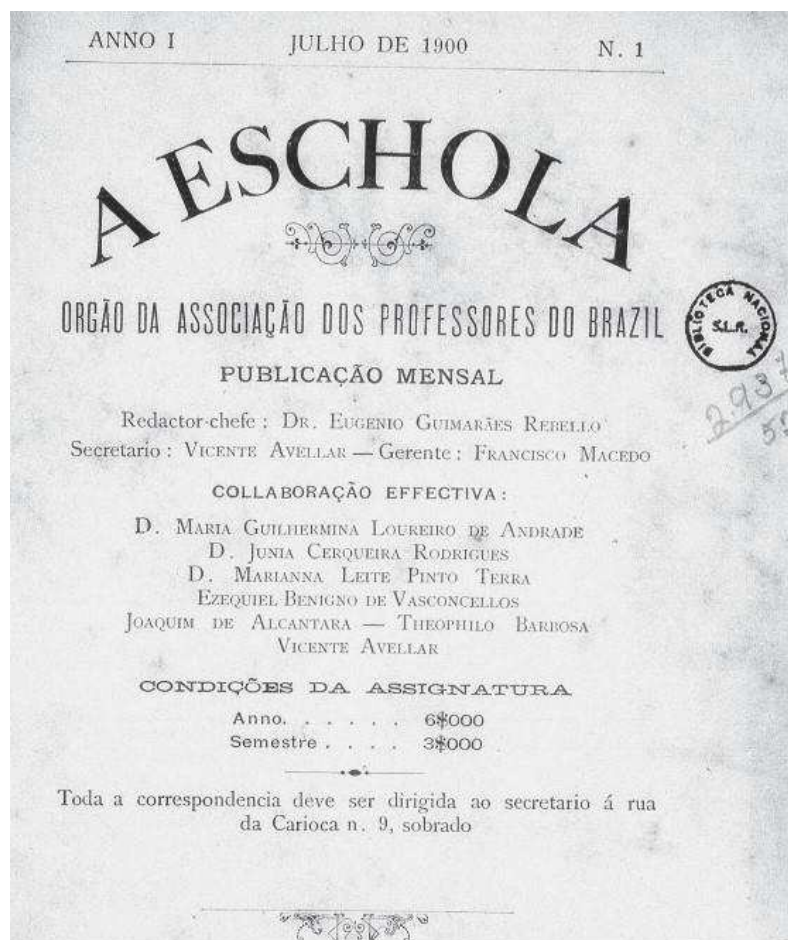 ANNO I JULHO DE 1900 N. 1
A ESCHOLA
ORGÃO DA ASSOCIAÇÃO DOS PROFESSORES DO BRAZIL
BIBLIOTECA NACIONAL
S.L.R.
PUBLICAÇÃO MENSAL
Redactor-chefe : DR. EUGENIO GUIMARÃES REBELLO
Secretario : VICENTE AVELLAR — Gerente : FRANCISCO MACEDO
COLLABORAÇÃO EFFECTIVA :
D. MARIA GUILHERMINA LOUREIRO DE ANDRADE
D. JUNIA CERQUEIRA RODRIGUES
D. MARIANNA LEITE PINTO TERRA
EZEQUIEL BENIGNO DE VASCONCELLOS
JOAQUIM DE ALCANTARA — THEOPHILO BARBOSA
VICENTE AVELLAR
CONDIÇÕES DA ASSIGNATURA
Anno. . . . . . 6$000
Semestre . . . . 3$000
Toda a correspondencia deve ser dirigida ao secretario á rua
da Carioca n. 9, sobrado